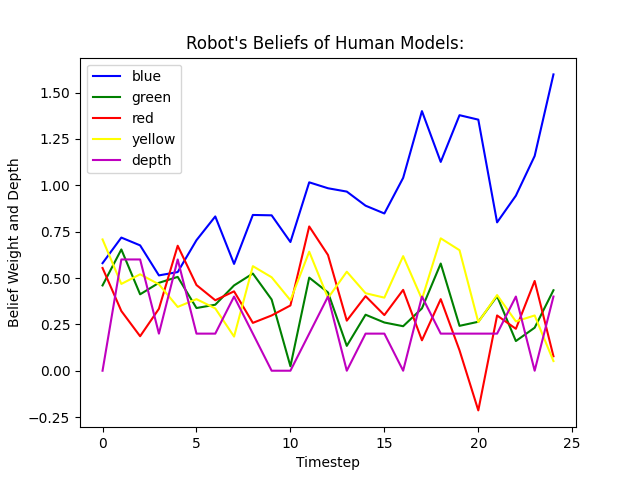 Robot's Beliefs of Human Models:
blue
green
red
yellow
depth
1.50
1.25
1.00
0.75
0.50
0.25
0.00
−0.25
Belief Weight and Depth
0 5 10 15 20 25
Timestep